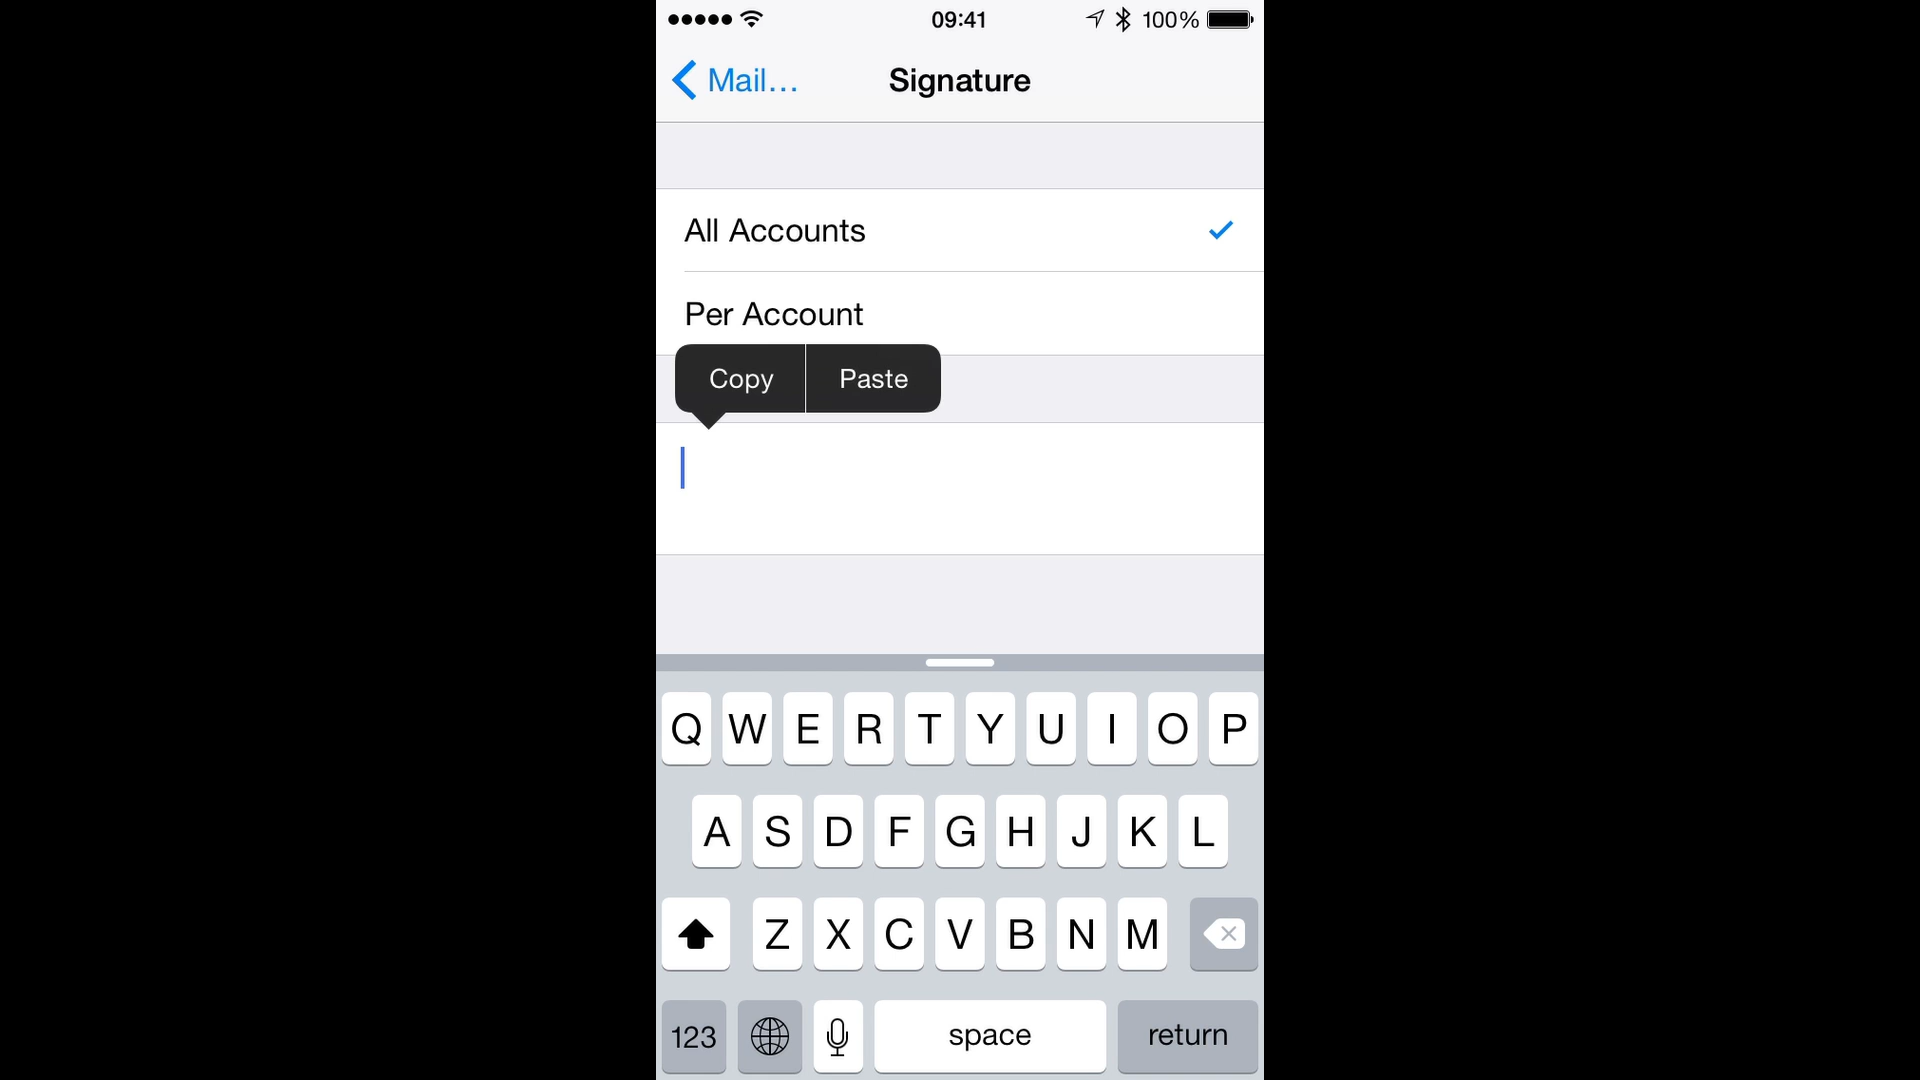 09:41 100%
Mail... Signature
All Accounts
Per Account
Copy Paste
Q W E R T Y U I O P
A S D F G H J K L
Z X C V B N M
123 space return